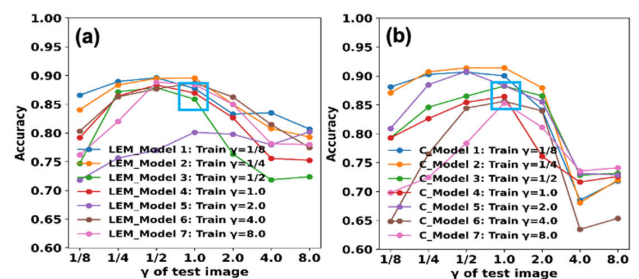 (a)
1.00
0.95
0.90
0.85
0.80
0.75
0.70
0.65
0.60
Accuracy
LEM_Model 1: Train γ=1/8
LEM_Model 2: Train γ=1/4
LEM_Model 3: Train γ=1/2
LEM_Model 4: Train γ=1.0
LEM_Model 5: Train γ=2.0
LEM_Model 6: Train γ=4.0
LEM_Model 7: Train γ=8.0
1/8 1/4 1/2 1.0 2.0 4.0 8.0
γ of test image
(b)
1.00
0.95
0.90
0.85
0.80
0.75
0.70
0.65
0.60
Accuracy
C_Model 1: Train γ=1/8
C_Model 2: Train γ=1/4
C_Model 3: Train γ=1/2
C_Model 4: Train γ=1.0
C_Model 5: Train γ=2.0
C_Model 6: Train γ=4.0
C_Model 7: Train γ=8.0
1/8 1/4 1/2 1.0 2.0 4.0 8.0
γ of test image